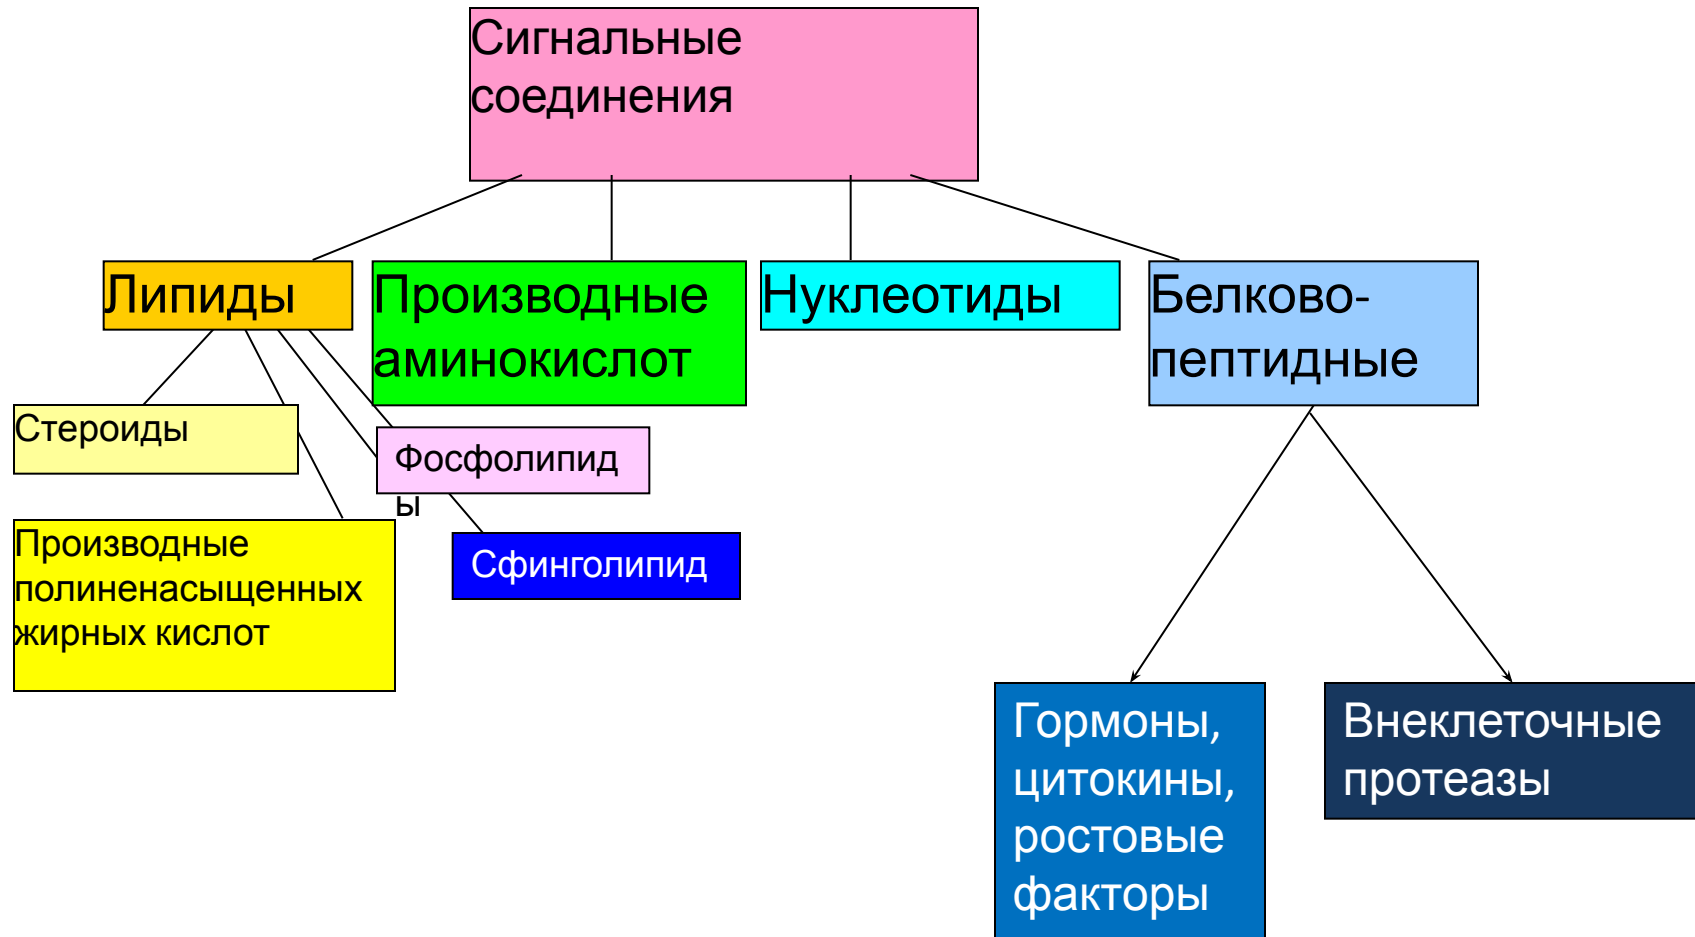 Сигнальные
соединения
Липиды
Производные
аминокислот
Нуклеотиды
Белково-
пептидные
Стероиды
Фосфолипид
ы
Производные
полиненасыщенных
жирных кислот
Сфинголипид
Гормоны,
цитокины,
ростовые
факторы
Внеклеточные
протеазы